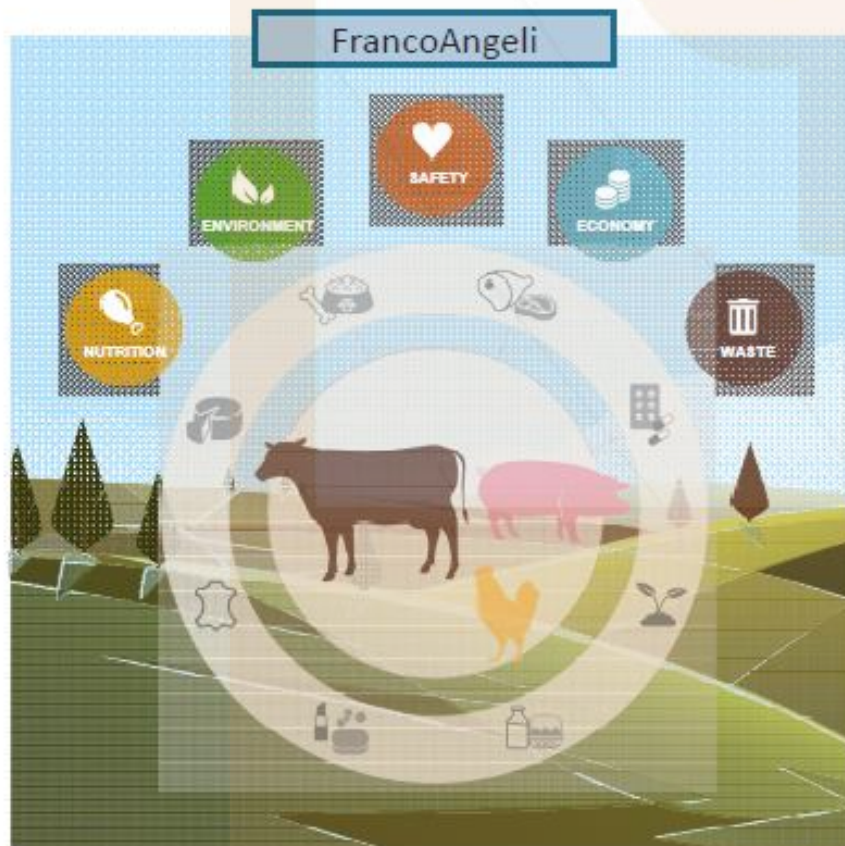 FrancoAngeli
SAFETY
ENVIRONMENT
ECONOMY
NUTRITION
WASTE